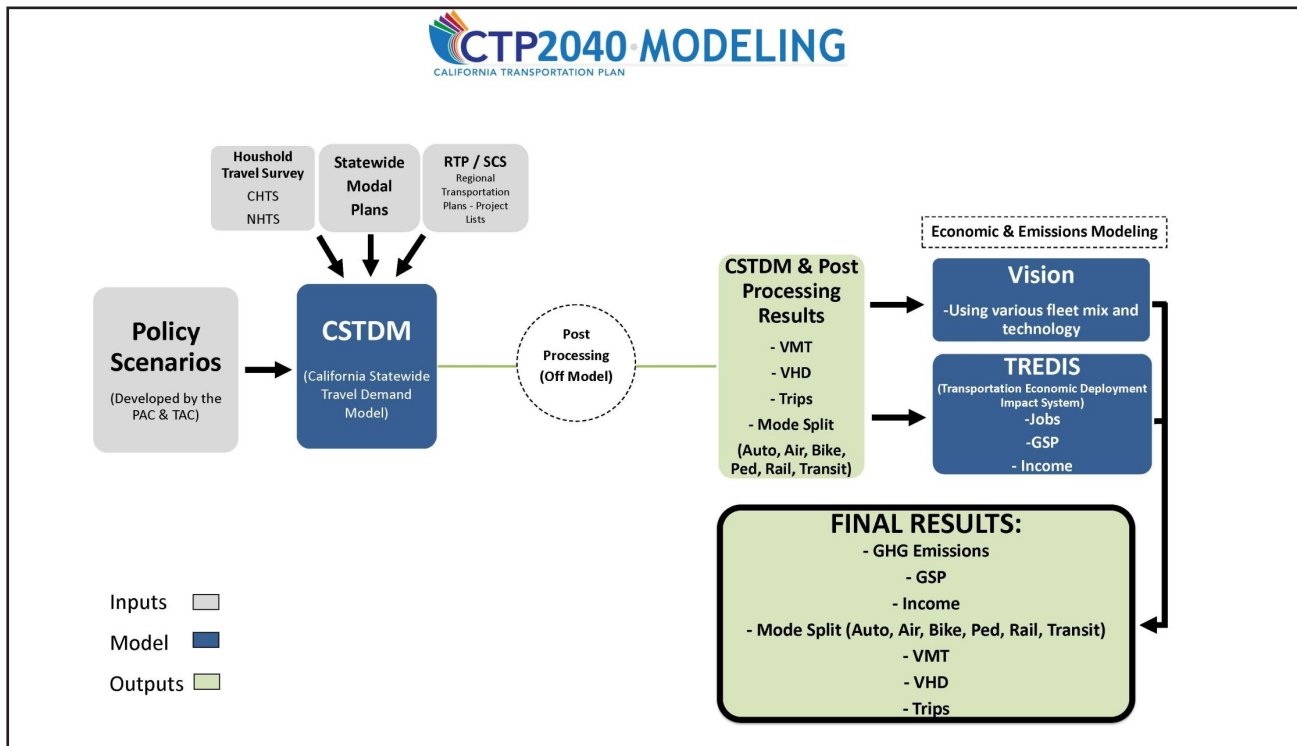 CTP2040·MODELING
CALIFORNIA TRANSPORTATION PLAN
Houshold
Travel Survey
CHTS
NHTS
Statewide
Modal
Plans
RTP / SCS
Regional
Transportation
Plans - Project
Lists
Policy
Scenarios
(Developed by the
PAC & TAC)
CSTDM
(California Statewide
Travel Demand
Model)
Post
Processing
(Off Model)
CSTDM & Post
Processing
Results
- VMT
- VHD
- Trips
- Mode Split
(Auto, Air, Bike,
Ped, Rail, Transit)
Economic & Emissions Modeling
Vision
-Using various fleet mix and
technology
TREDIS
(Transportation Economic Deployment
Impact System)
-Jobs
-GSP
- Income
FINAL RESULTS:
- GHG Emissions
- GSP
- Income
- Mode Split (Auto, Air, Bike, Ped, Rail, Transit)
- VMT
- VHD
- Trips
Inputs
Model
Outputs